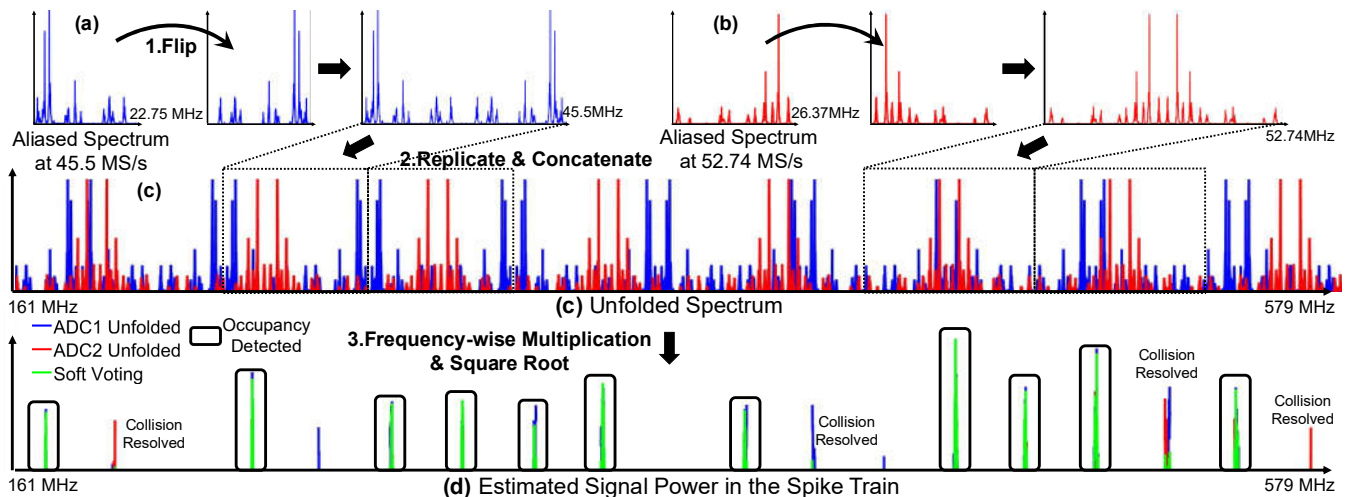 (a)
1.Flip
22.75 MHz
45.5MHz
Aliased Spectrum
at 45.5 MS/s
(b)
26.37MHz
52.74MHz
Aliased Spectrum
at 52.74 MS/s
2.Replicate & Concatenate
(c)
161 MHz
(c) Unfolded Spectrum
579 MHz
ADC1 Unfolded
ADC2 Unfolded
Soft Voting
Occupancy
Detected
3.Frequency-wise Multiplication
& Square Root
Collision
Resolved
Collision
Resolved
Collision
Resolved
Collision
Resolved
161 MHz
(d) Estimated Signal Power in the Spike Train
579 MHz